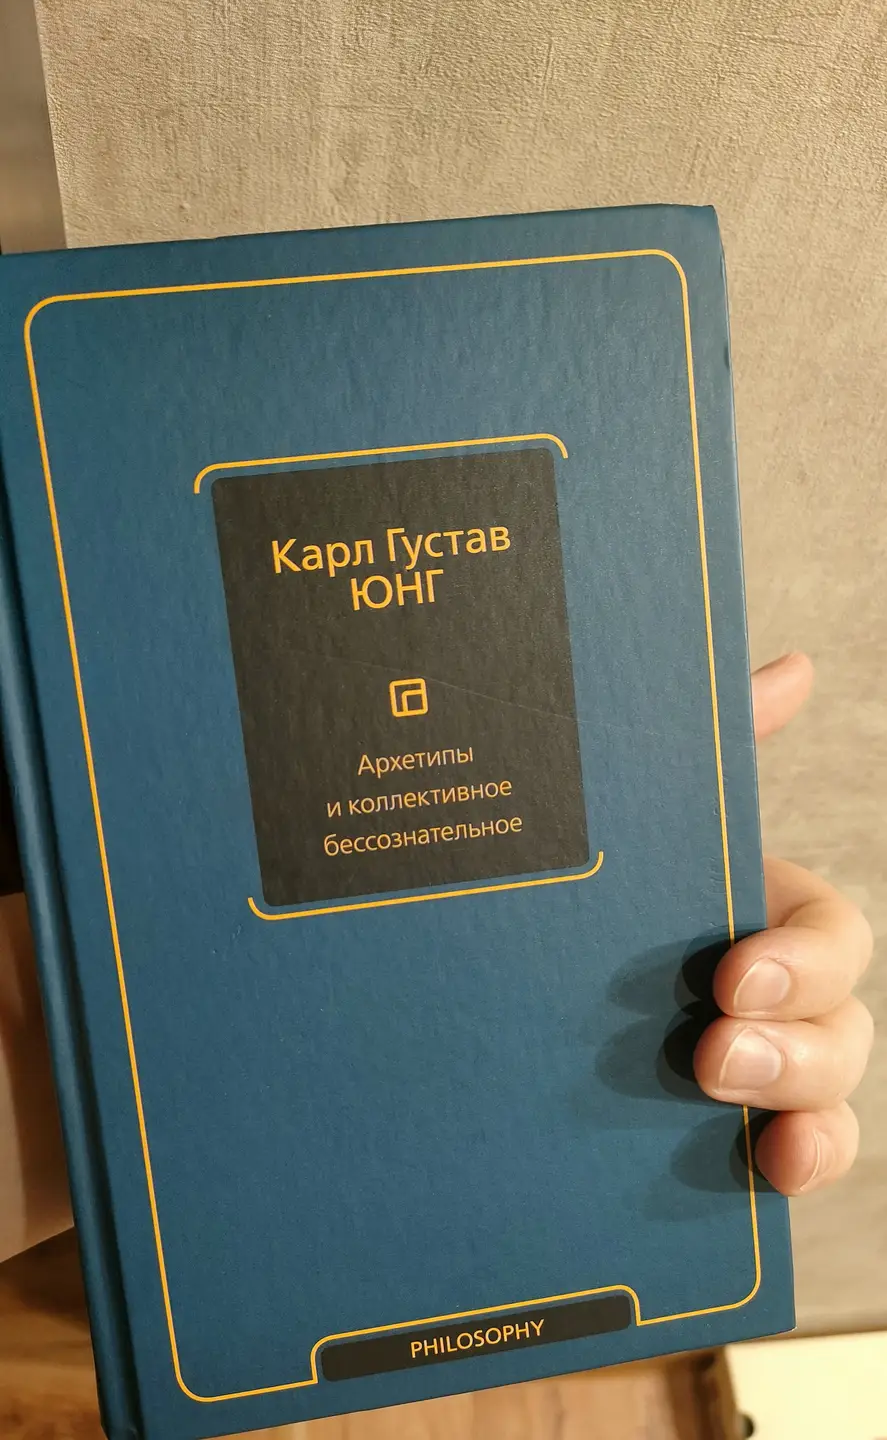 Карл Густав
ЮНГ
Архетипы
и коллективное
бессознательное
PHILOSOPHY